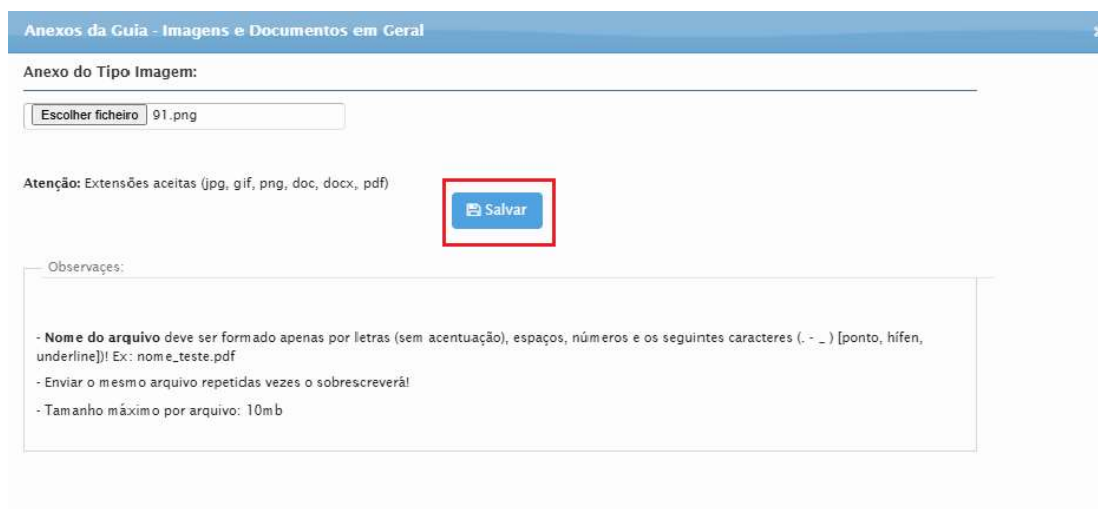 Anexos da Guia - Imagens e Documentos em Geral
Anexo do Tipo Imagem:
Escolher ficheiro 91.png
Atenção: Extensões aceitas (jpg, gif, png, doc, docx, pdf)
Salvar
Observaçes:
- Nome do arquivo deve ser formado apenas por letras (sem acentuação), espaços, números e os seguintes caracteres (. - _ ) [ponto, hífen,
underline])! Ex: nome_teste.pdf
- Enviar o mesmo arquivo repetidas vezes o sobrescreverá!
- Tamanho máximo por arquivo: 10mb